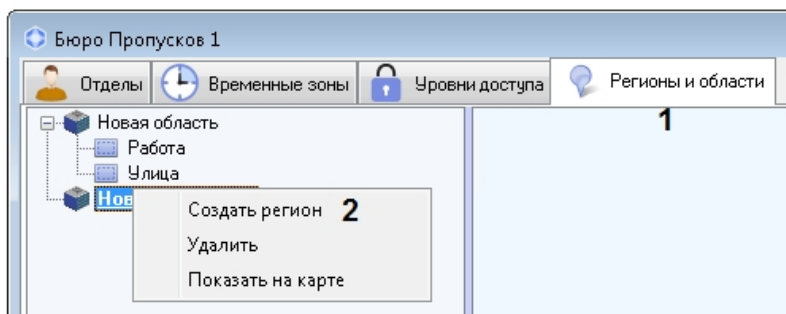 Бюро Пропусков 1
Отделы Временные зоны Уровни доступа Регионы и области
1
Новая область
Работа
Улица
Нов
Создать регион 2
Удалить
Показать на карте